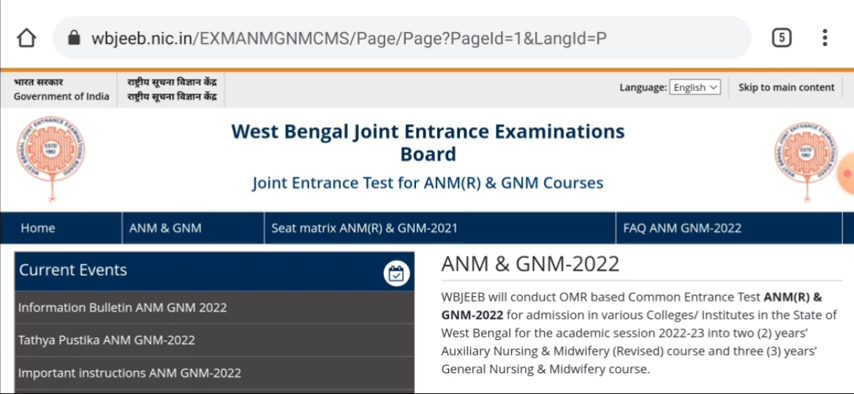 wbjeeb.nic.in/EXMANMGNMCMS/Page/Page?PageId=1&LangId=P
5
भारत सरकार
Government of India
राष्ट्रीय सूचना विज्ञान केंद्र
राष्ट्रीय सूचना विज्ञान केंद्र
Language: English
Skip to main content
West Bengal Joint Entrance Examinations
Board
Joint Entrance Test for ANM(R) & GNM Courses
Home
ANM & GNM
Seat matrix ANM(R) & GNM-2021
FAQ ANM GNM-2022
Current Events
Information Bulletin ANM GNM 2022
Tathya Pustika ANM GNM-2022
Important instructions ANM GNM-2022
ANM & GNM-2022
WBJEEB will conduct OMR based Common Entrance Test ANM(R) &
GNM-2022 for admission in various Colleges/ Institutes in the State of
West Bengal for the academic session 2022-23 into two (2) years'
Auxiliary Nursing & Midwifery (Revised) course and three (3) years'
General Nursing & Midwifery course.